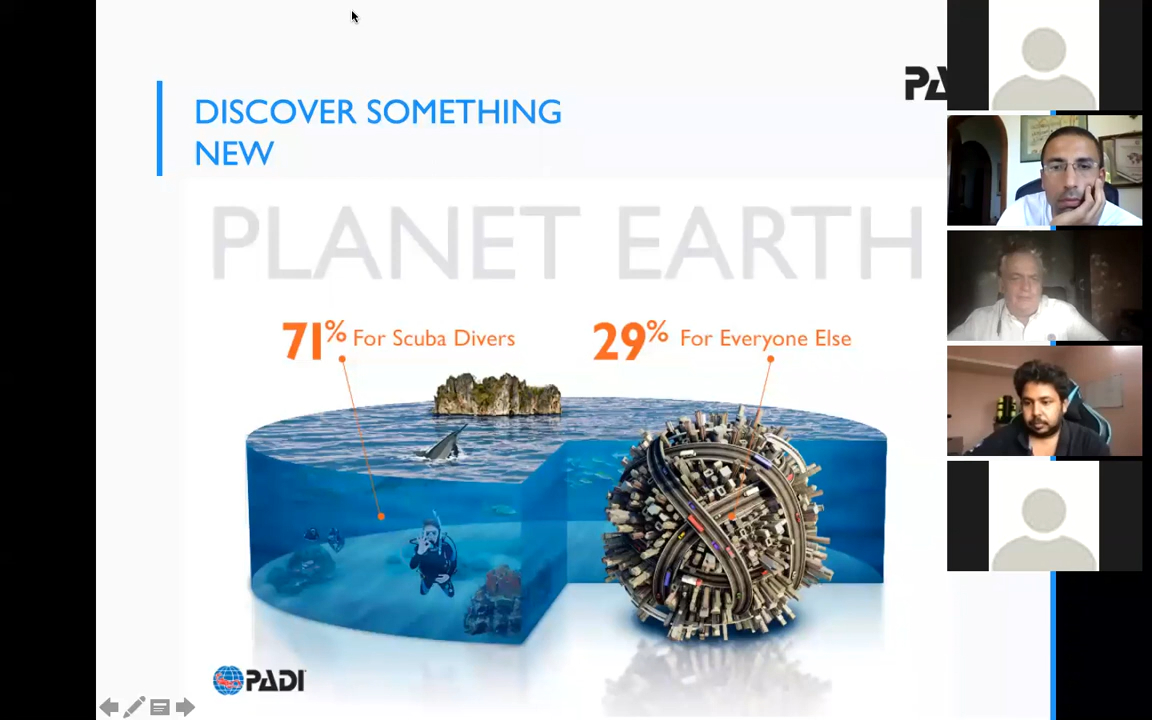 DISCOVER SOMETHING
NEW
PLANET EARTH
71% For Scuba Divers
29% For Everyone Else
PADI